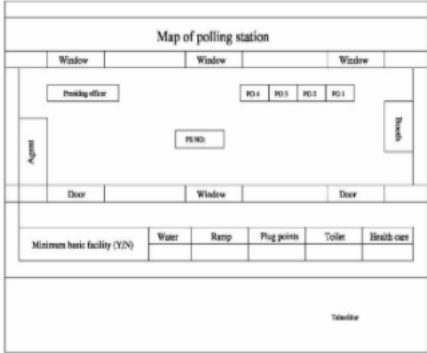 Map of polling station
Window Window Window
Presiding officer PO 4 PO 3 PO 2 PO 1
Agent
PS NO:
Booth
Door Window Door
Minimum basic facility (Y/N) Water Ramp Plug points Toilet Health care